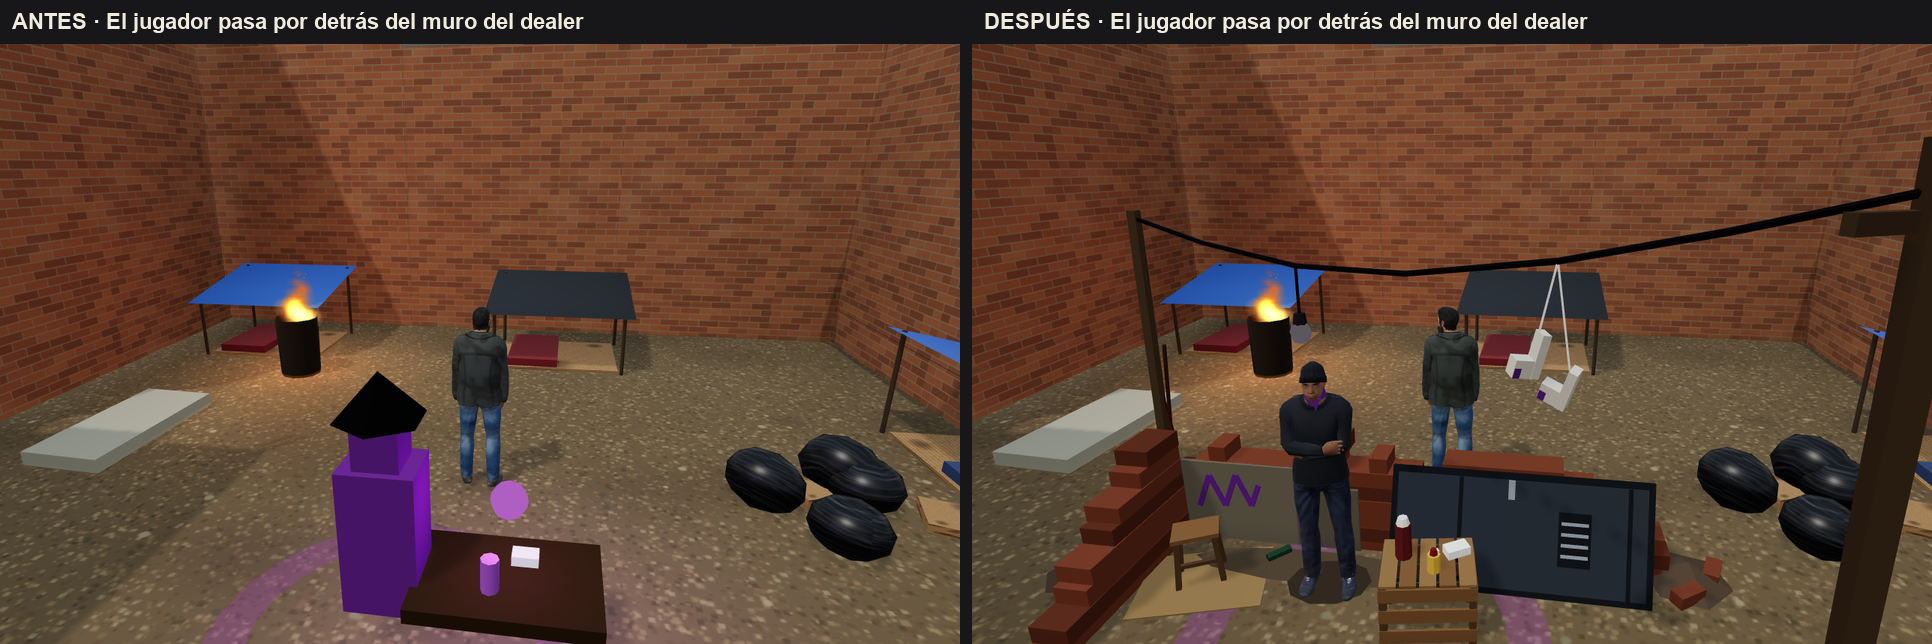 ANTES · El jugador pasa por detrás del muro del dealer
DESPUÉS · El jugador pasa por detrás del muro del dealer